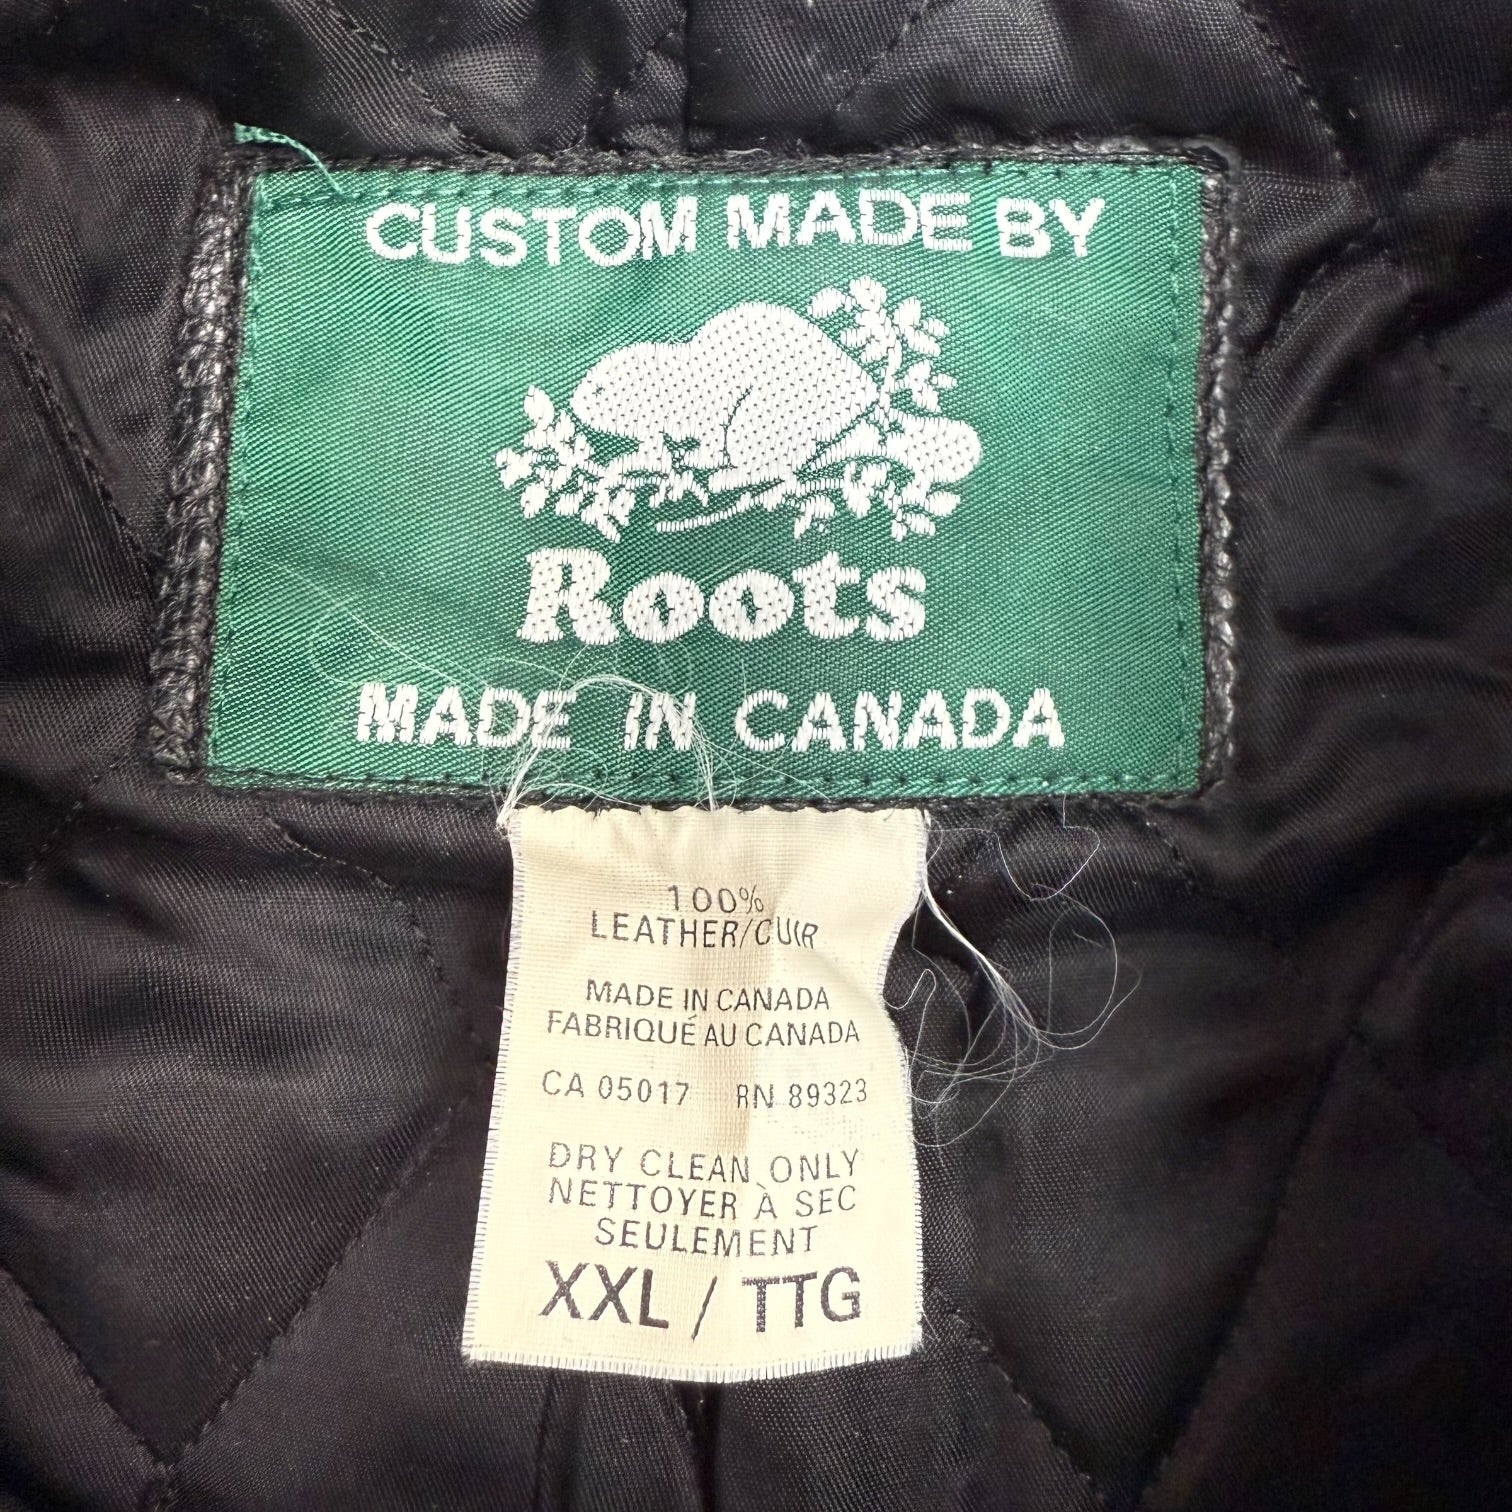 CUSTOM MADE BY
Roots
MADE IN CANADA
100%
LEATHER/CUIR
MADE IN CANADA
FABRIQUÉ AU CANADA
CA 05017 RN 89323
DRY CLEAN ONLY
NETTOYER À SEC
SEULEMENT
XXL / TTG